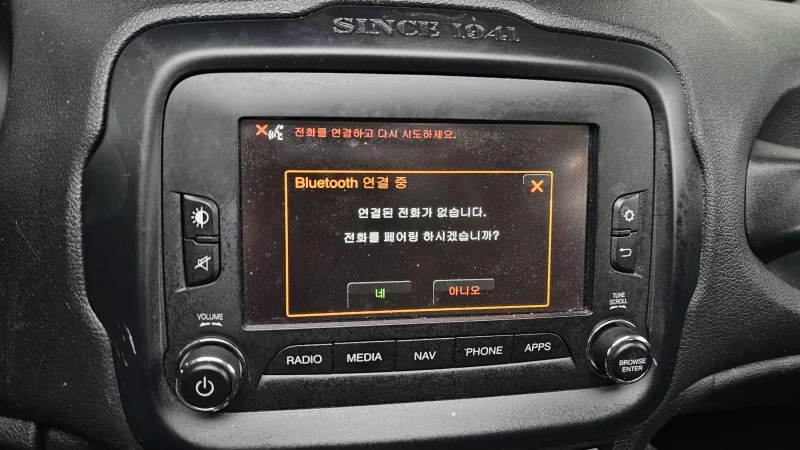 SINCE 1941
전화를 연결하고 다시 시도하세요.
Bluetooth 연결 중
연결된 전화가 없습니다.
전화를 페어링 하시겠습니까?
네 아니오
VOLUME
TUNE
SCROLL
RADIO MEDIA NAV PHONE APPS
BROWSE
ENTER